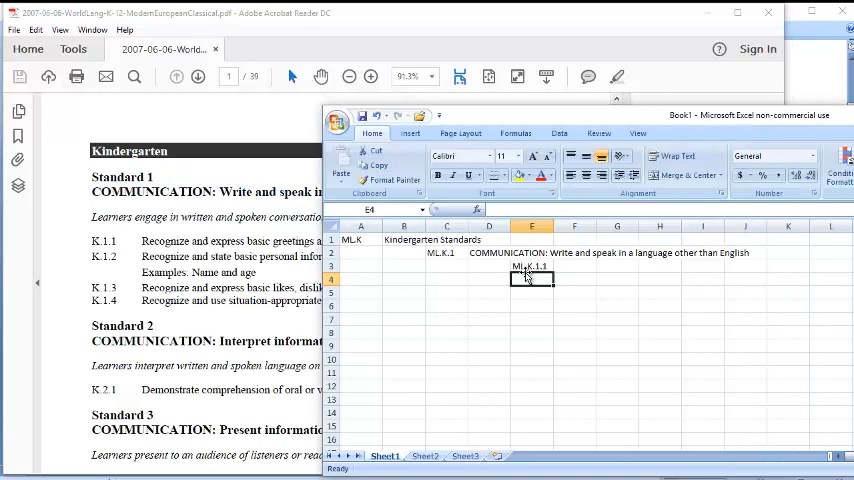 2007-06-06-WorldLang-K-12-ModernEuropeanClassical.pdf - Adobe Acrobat Reader DC
File Edit View Window Help
Home Tools 2007-06-06-World... × Sign In
1 / 39 91.3%
Kindergarten
Standard 1
COMMUNICATION: Write and speak in
Learners engage in written and spoken conversatio
K.1.1 Recognize and express basic greetings a
K.1.2 Recognize and state basic personal infor
Examples: Name and age
K.1.3 Recognize and express basic likes, dislik
K.1.4 Recognize and use situation-appropriate
Standard 2
COMMUNICATION: Interpret informat
Learners interpret written and spoken language on
K.2.1 Demonstrate comprehension of oral or v
Standard 3
COMMUNICATION: Present informatio
Learners present to an audience of listeners or read
Book1 - Microsoft Excel non-commercial use
Home Insert Page Layout Formulas Data Review View
Paste Cut Calibri 11 Wrap Text General
Copy
Format Painter B I U Merge & Center $ % , Conditi
Forma
Clipboard Font Alignment Number
E4
A B C D E F G H I J K L
1 ML.K Kindergarten Standards
2 ML.K.1 COMMUNICATION: Write and speak in a language other than English
3 ML.K.1.1
4
5
6
7
8
9
10
11
12
13
14
15
16
Sheet1 Sheet2 Sheet3
Ready